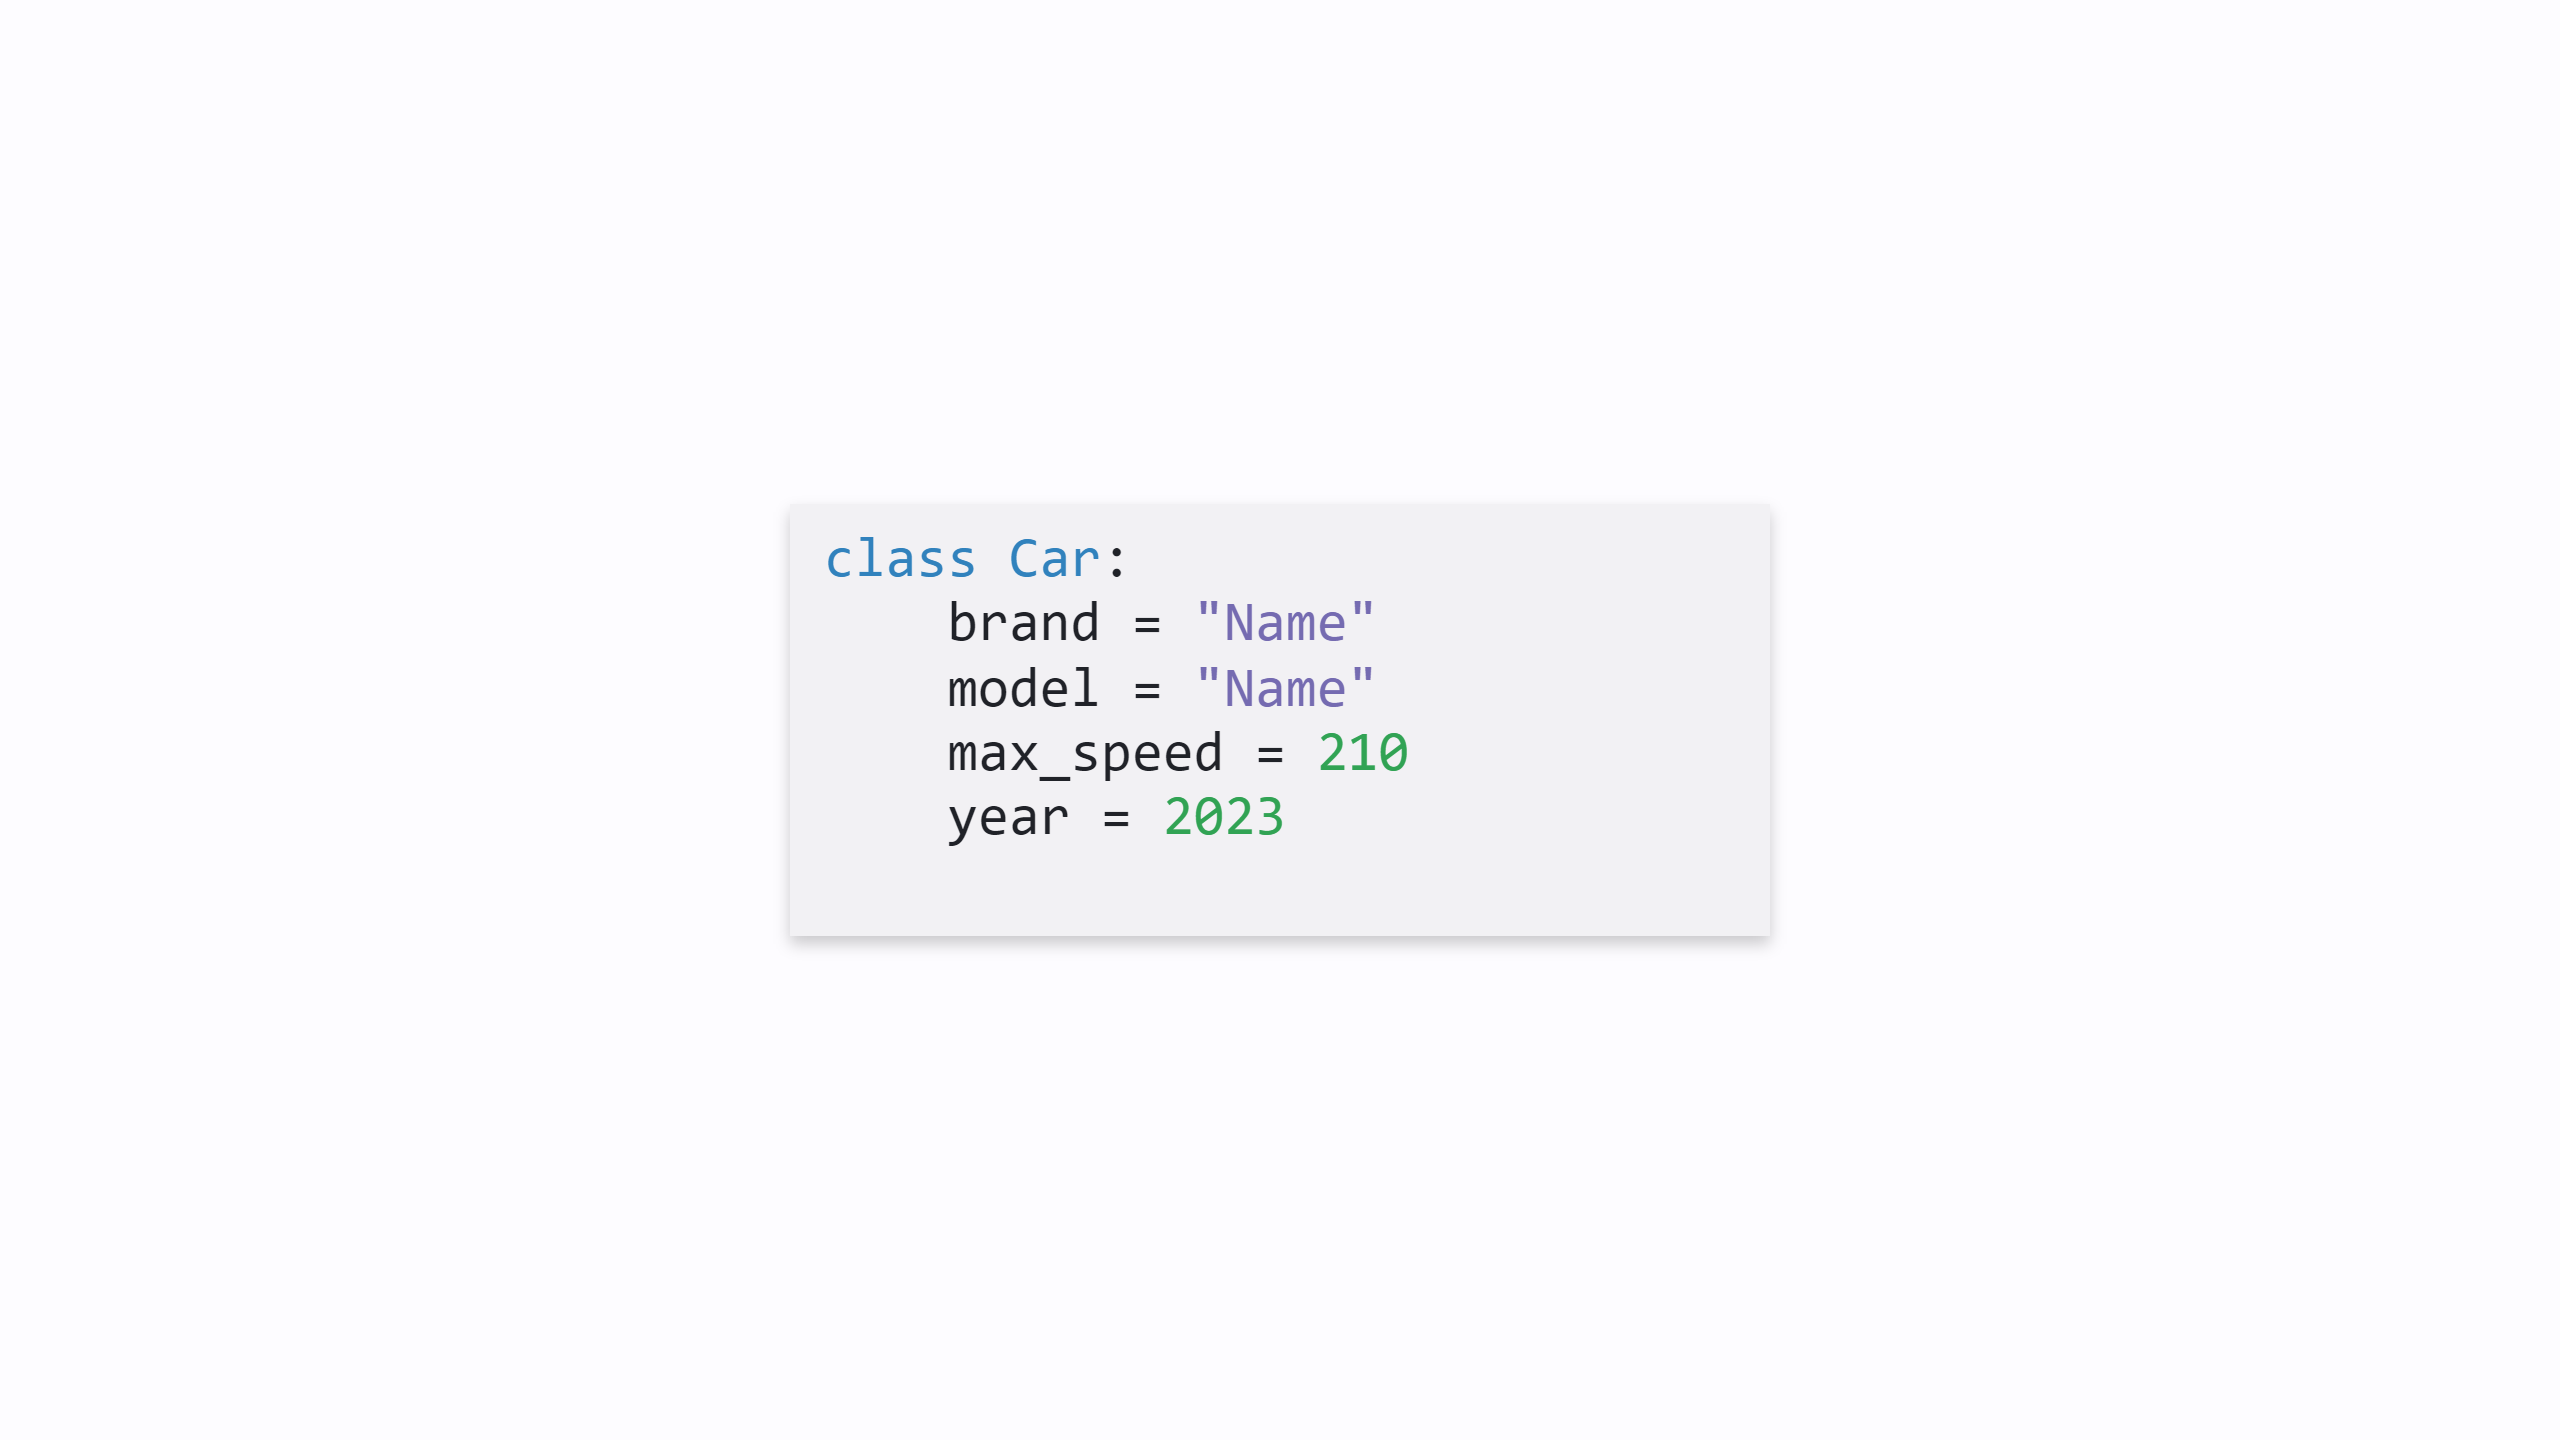 class Car:
    brand = "Name"
    model = "Name"
    max_speed = 210
    year = 2023